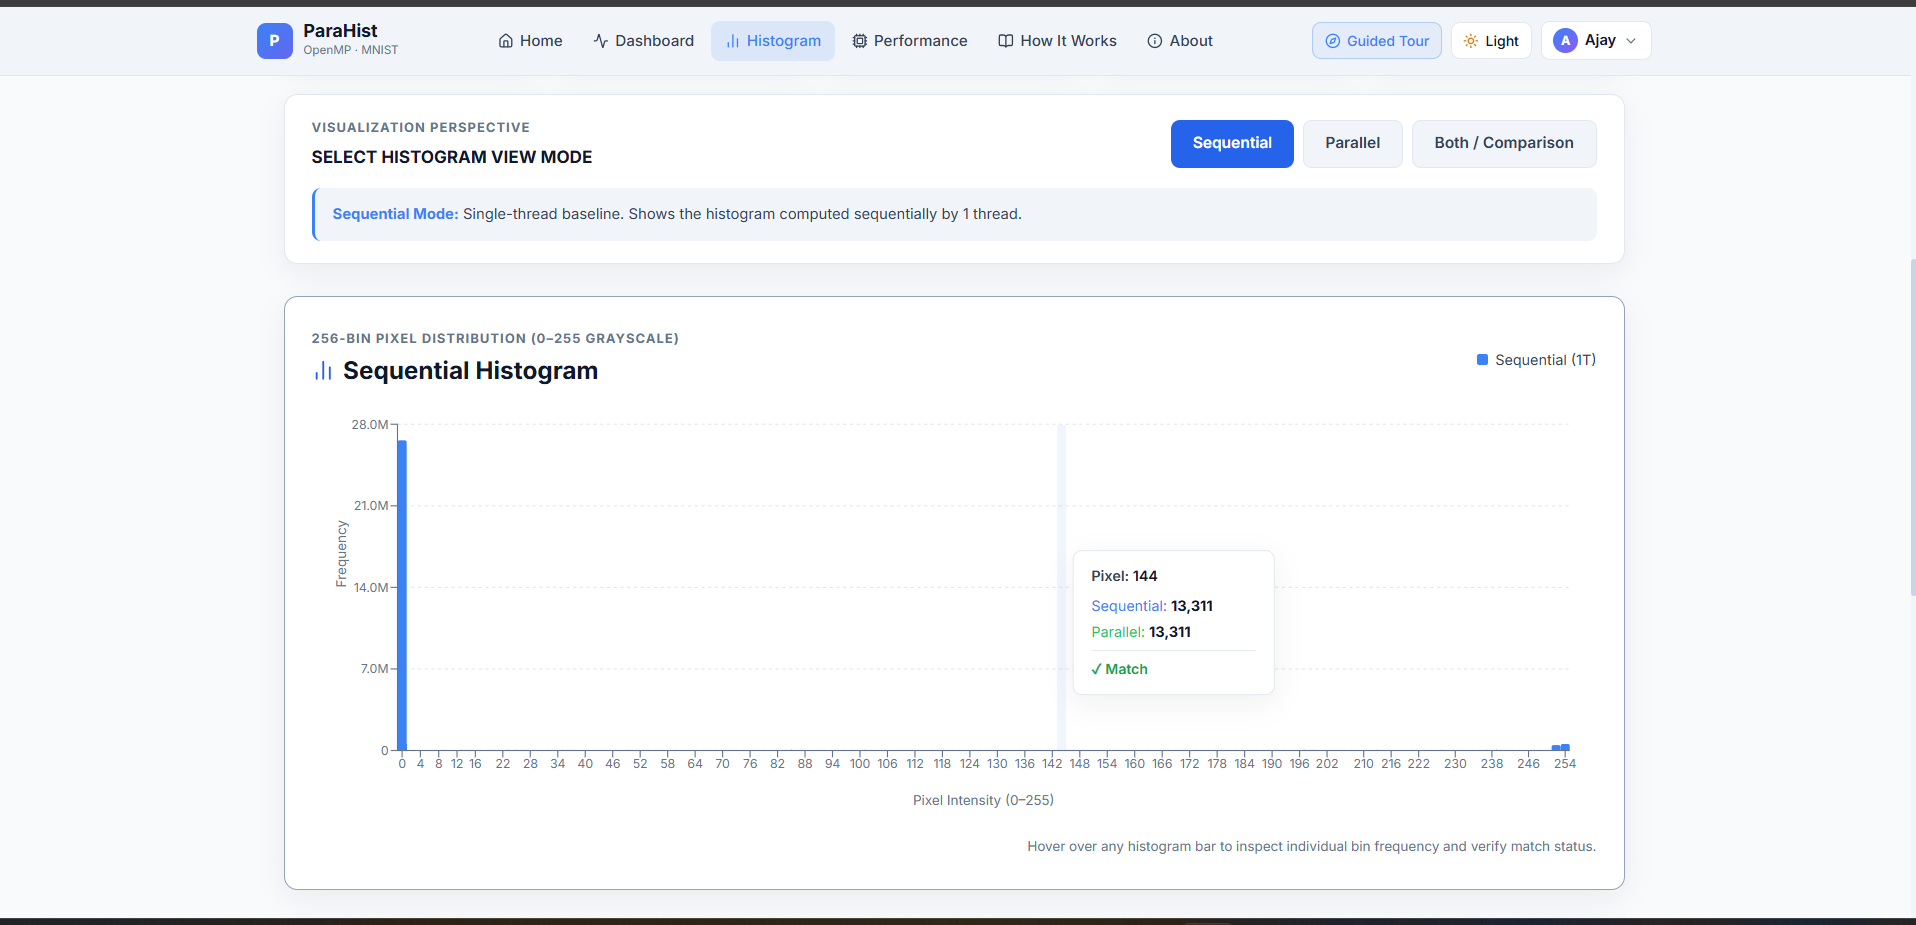 P
ParaHist
OpenMP · MNIST
Home
Dashboard
Histogram
Performance
How It Works
About
Guided Tour
Light
A
Ajay
VISUALIZATION PERSPECTIVE
SELECT HISTOGRAM VIEW MODE
Sequential
Parallel
Both / Comparison
Sequential Mode: Single-thread baseline. Shows the histogram computed sequentially by 1 thread.
256-BIN PIXEL DISTRIBUTION (0–255 GRAYSCALE)
Sequential Histogram
Sequential (1T)
28.0M
21.0M
14.0M
7.0M
0
Frequency
Pixel: 144
Sequential: 13,311
Parallel: 13,311
✓ Match
0 4 8 12 16 22 28 34 40 46 52 58 64 70 76 82 88 94 100 106 112 118 124 130 136 142 148 154 160 166 172 178 184 190 196 202 210 216 222 230 238 246 254
Pixel Intensity (0–255)
Hover over any histogram bar to inspect individual bin frequency and verify match status.